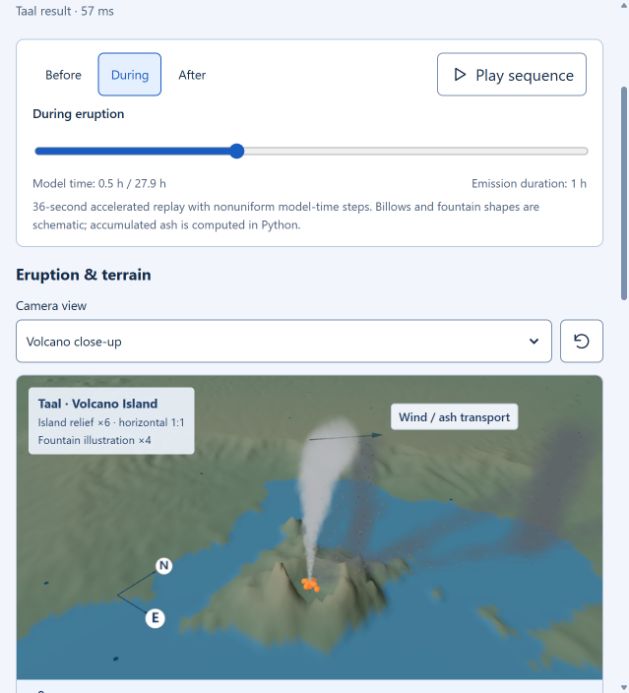 Taal result · 57 ms
Before
During
After
Play sequence
During eruption
Model time: 0.5 h / 27.9 h
Emission duration: 1 h
36-second accelerated replay with nonuniform model-time steps. Billows and fountain shapes are
schematic; accumulated ash is computed in Python.
Eruption & terrain
Camera view
Volcano close-up
Taal · Volcano Island
Island relief ×6 · horizontal 1:1
Fountain illustration ×4
Wind / ash transport
N
E